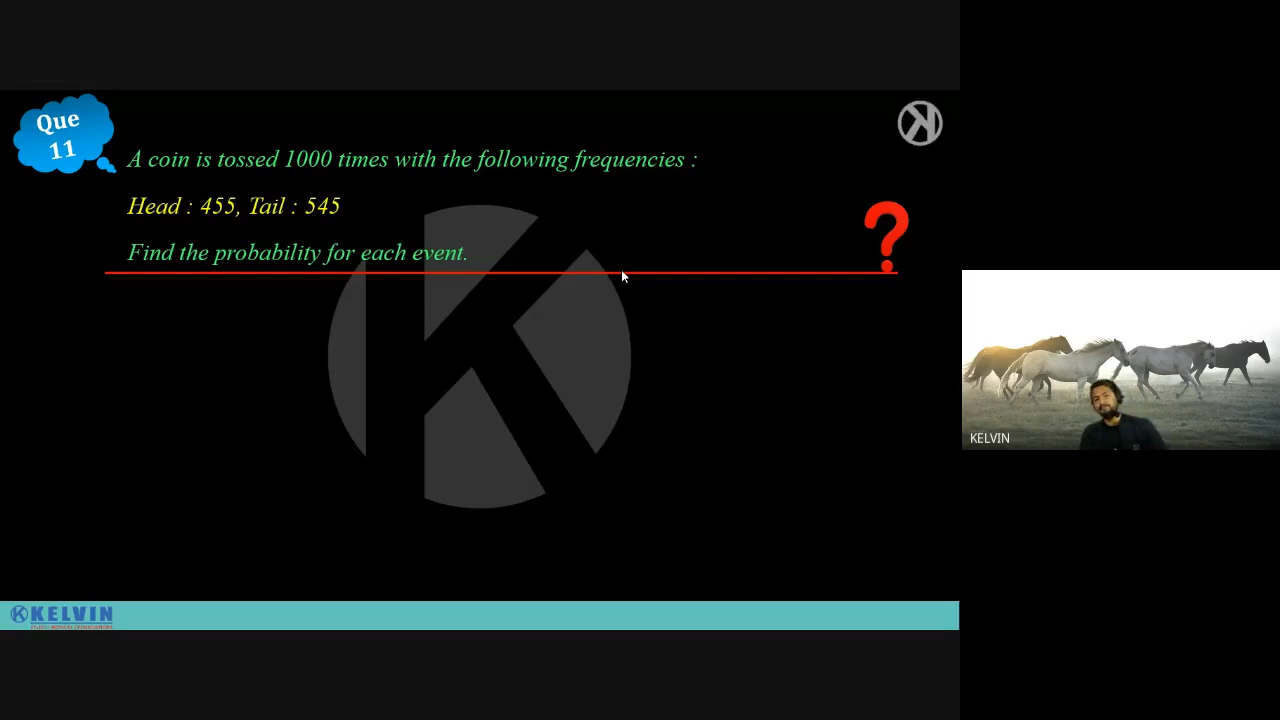 Que
11
A coin is tossed 1000 times with the following frequencies :
Head : 455, Tail : 545
Find the probability for each event.
?
KELVIN
KELVIN